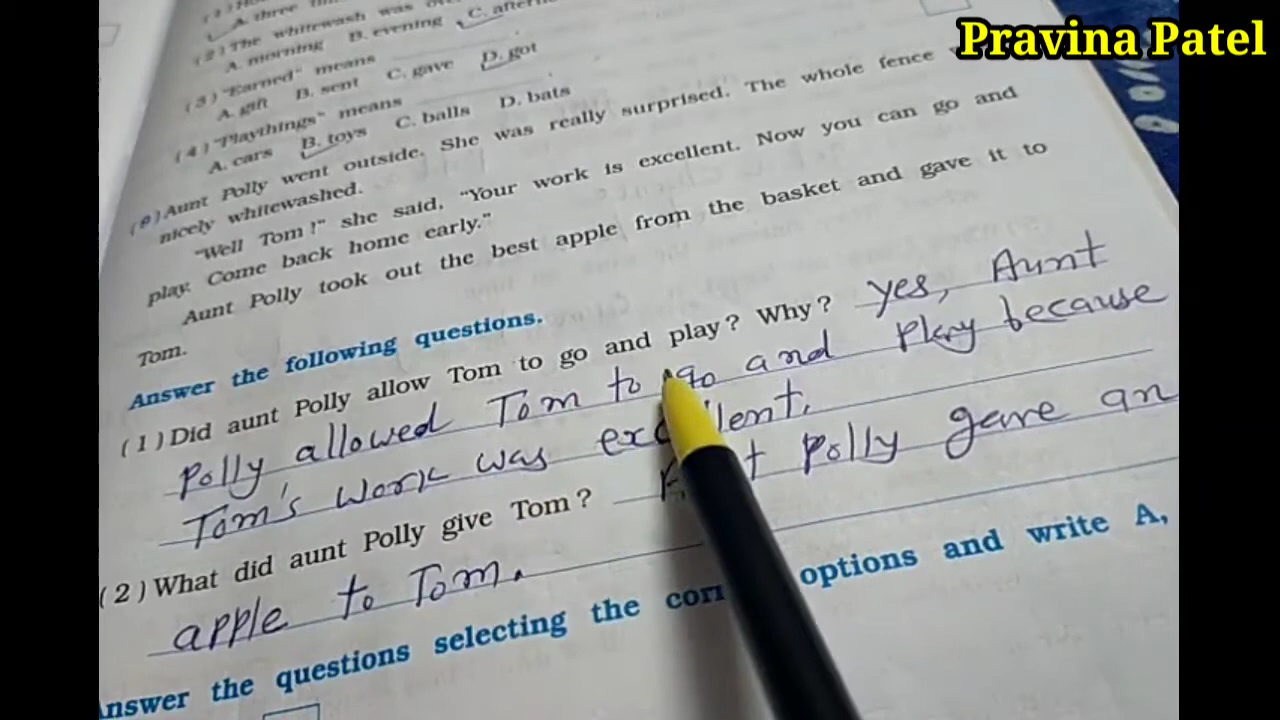 Pravina Patel
A. three
(2) The whitewash was
A. morning B. evening C.
(3) "Earned" means
A. gift B. sent C. gave D. got
(4) "Playthings" means
A. cars B. toys C. balls D. bats
Aunt Polly went outside. She was really surprised. The whole fence
nicely whitewashed.
"Well Tom!" she said, "Your work is excellent. Now you can go and
play. Come back home early."
Aunt Polly took out the best apple from the basket and gave it to
Tom.
Answer the following questions.
(1) Did aunt Polly allow Tom to go and play? Why? yes, Aunt
Polly allowed Tom to go and play because
Tom's work was excellent.
(2) What did aunt Polly give Tom? Polly gave an
apple to Tom.
the questions selecting the options and write A,